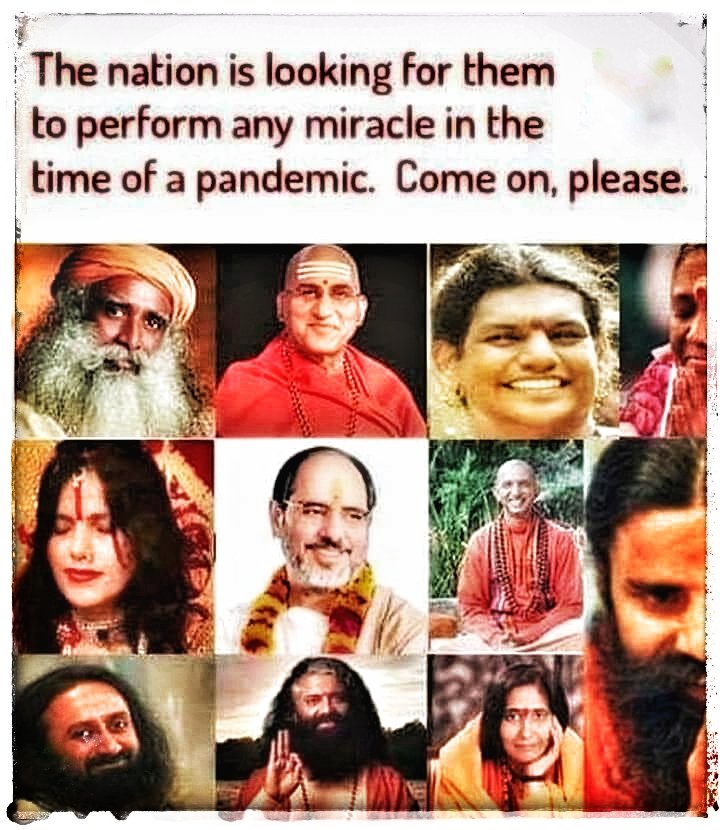 The nation is looking for them
to perform any miracle in the
time of a pandemic. Come on, please.